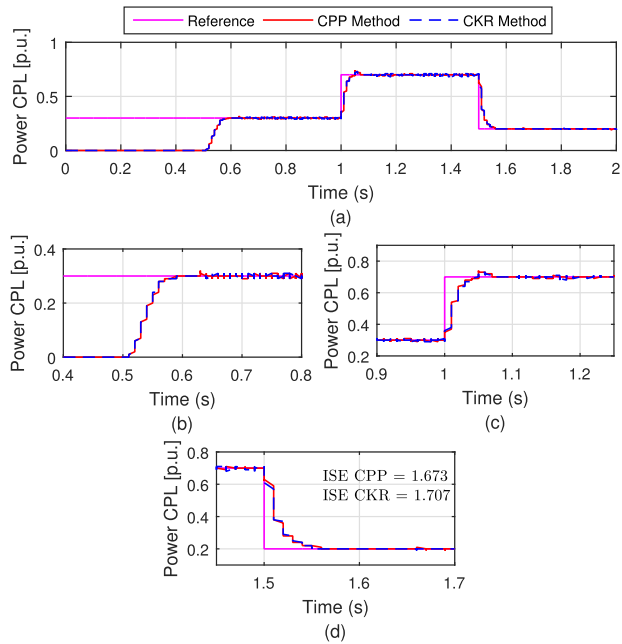 Reference CPP Method CKR Method
Power CPL [p.u.]
1
0.5
0
0 0.2 0.4 0.6 0.8 1 1.2 1.4 1.6 1.8 2
Time (s)
(a)
Power CPL [p.u.]
0.4
0.2
0
0.4 0.5 0.6 0.7 0.8
Time (s)
(b)
Power CPL [p.u.]
0.8
0.6
0.4
0.2
0.9 1 1.1 1.2
Time (s)
(c)
Power CPL [p.u.]
0.8
0.6
0.4
0.2
ISE CPP = 1.673
ISE CKR = 1.707
1.5 1.6 1.7
Time (s)
(d)